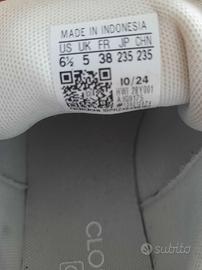 MADE IN INDONESIA
US UK FR JP CHN
6½ 5 38 235 235
10/24
CLO
subito